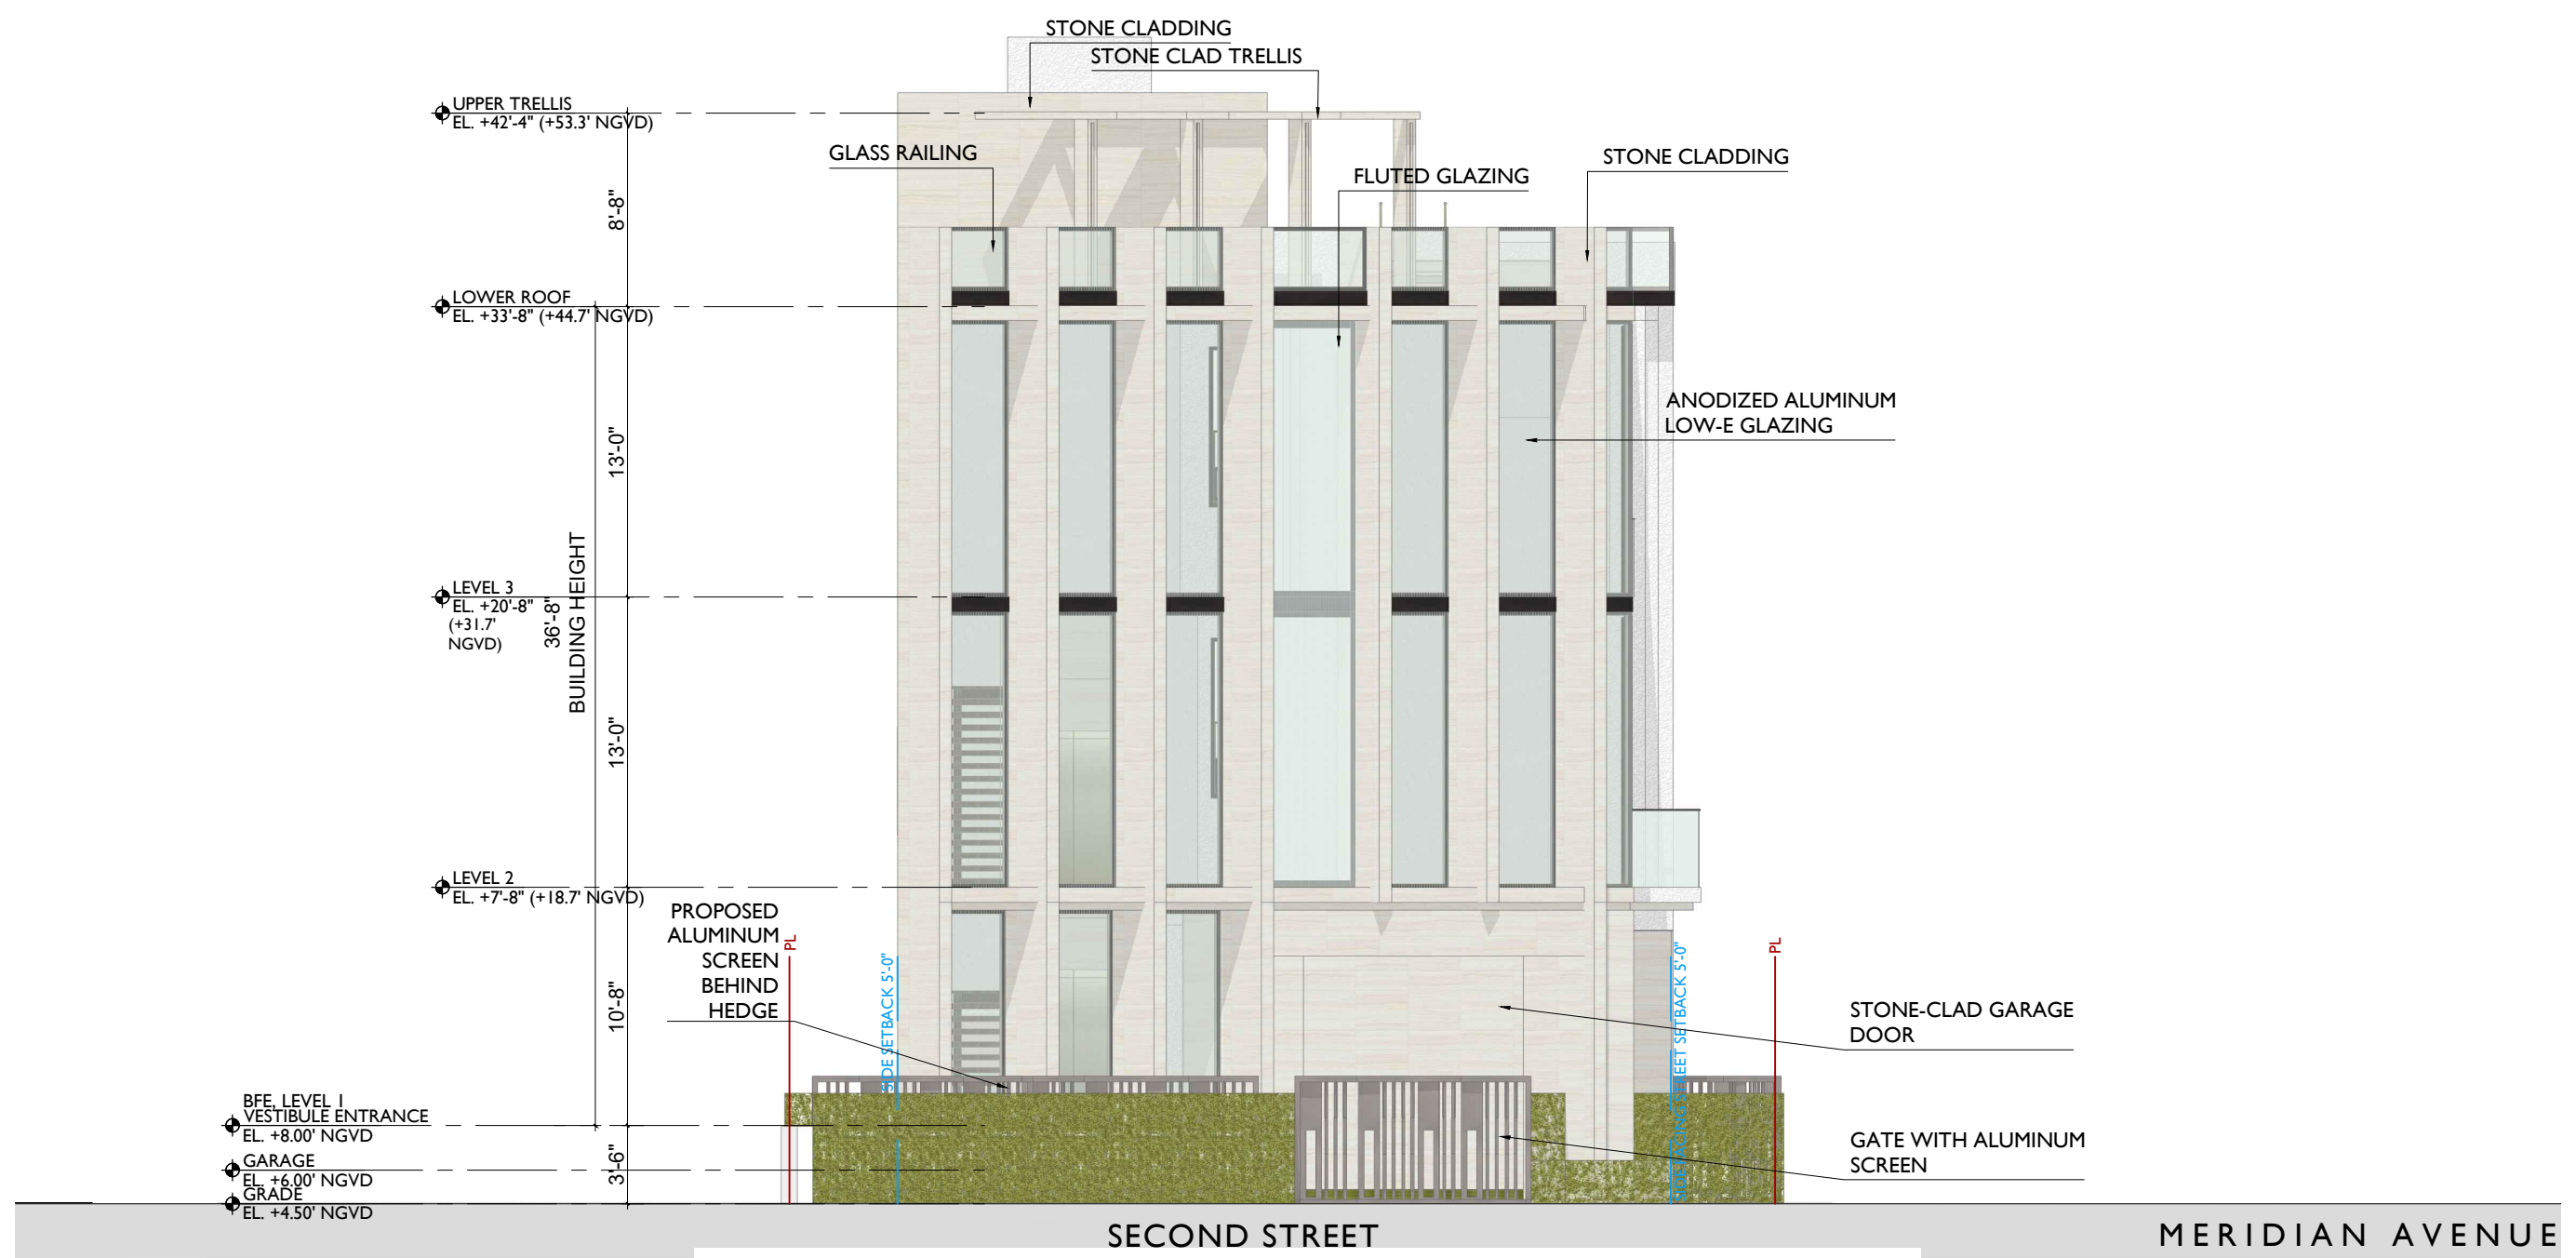 STONE CLADDING
STONE CLAD TRELLIS
UPPER TRELLIS
EL. +42'-4" (+53.3' NGVD)
GLASS RAILING
FLUTED GLAZING
STONE CLADDING
8'-8"
LOWER ROOF
EL. +33'-8" (+44.7' NGVD)
ANODIZED ALUMINUM
LOW-E GLAZING
13'-0"
LEVEL 3
EL. +20'-8"
(+31.7'
NGVD)
36'-8"
BUILDING HEIGHT
13'-0"
LEVEL 2
EL. +7'-8" (+18.7' NGVD)
PROPOSED
ALUMINUM
SCREEN
BEHIND
HEDGE
PL
SIDE SETBACK 5'-0"
SIDE FACING STREET SETBACK 5'-0"
PL
10'-8"
STONE-CLAD GARAGE
DOOR
BFE, LEVEL 1
VESTIBULE ENTRANCE
EL. +8.00' NGVD
GARAGE
EL. +6.00' NGVD
GRADE
EL. +4.50' NGVD
3'-6"
GATE WITH ALUMINUM
SCREEN
SECOND STREET
MERIDIAN AVENUE